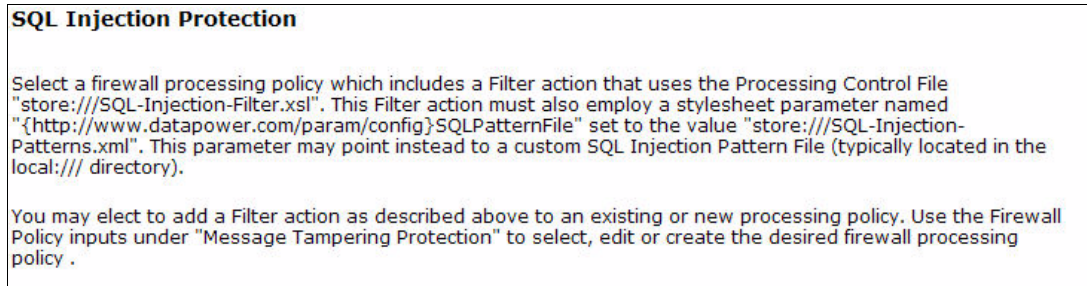 SQL Injection Protection
Select a firewall processing policy which includes a Filter action that uses the Processing Control File
"store:///SQL-Injection-Filter.xsl". This Filter action must also employ a stylesheet parameter named
"{http://www.datapower.com/param/config}SQLPatternFile" set to the value "store:///SQL-Injection-
Patterns.xml". This parameter may point instead to a custom SQL Injection Pattern File (typically located in the
local:/// directory).
You may elect to add a Filter action as described above to an existing or new processing policy. Use the Firewall
Policy inputs under "Message Tampering Protection" to select, edit or create the desired firewall processing
policy .